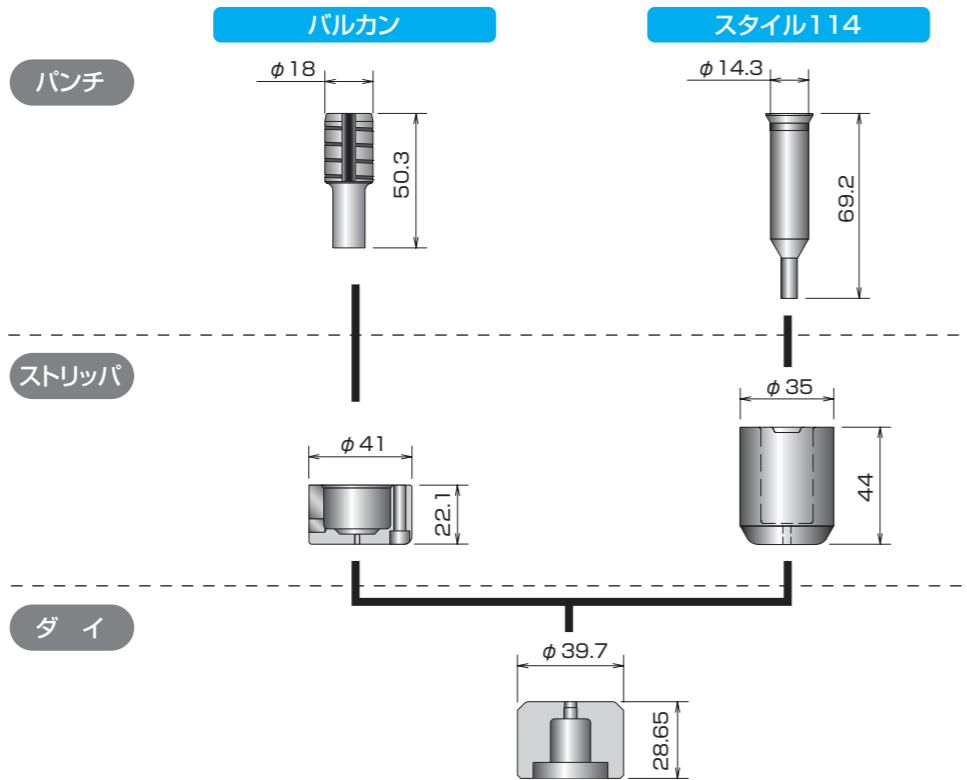 バルカン
スタイル114
パンチ
φ18
50.3
φ14.3
69.2
ストリッパ
φ41
22.1
φ35
44
ダイ
φ39.7
28.65